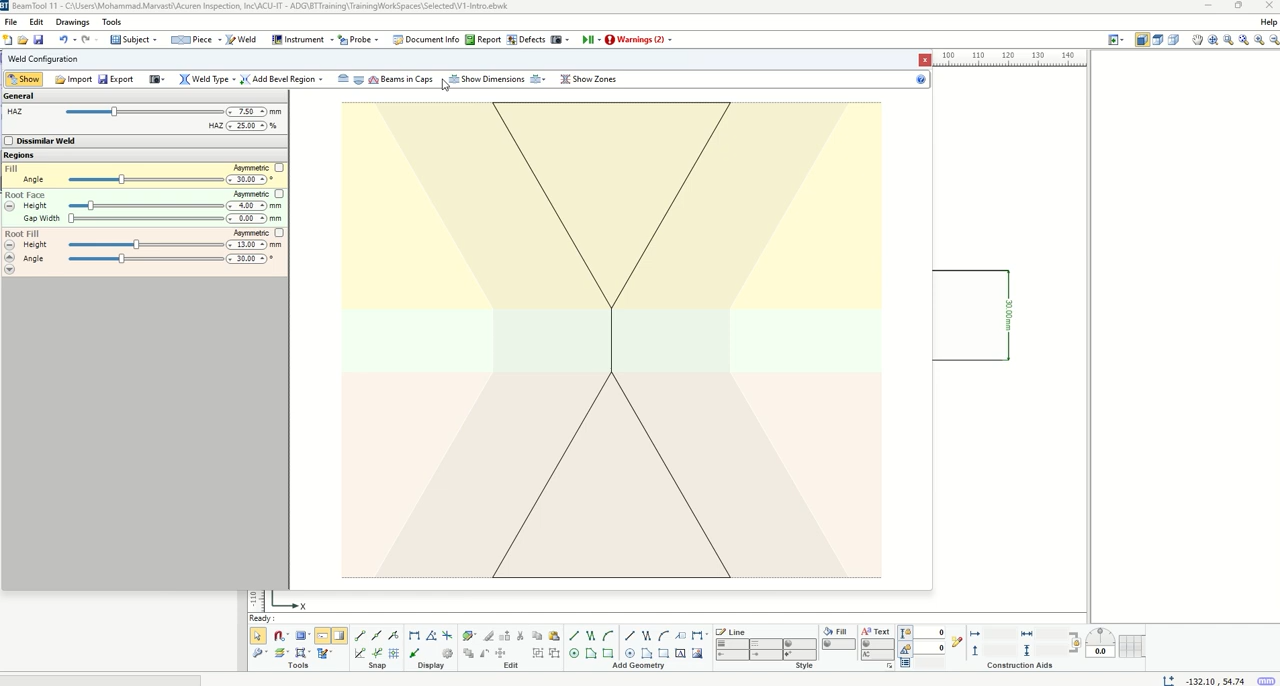 BT BeamTool 11 - C:\Users\Mohammad.Marvasti\Acuren Inspection, Inc\ACU-IT - ADG\BTTraining\TrainingWorkSpaces\Selected\V1-Intro.ebwk
File Edit Drawings Tools Help
Subject Piece Weld Instrument Probe Document Info Report Defects Warnings (2)
Weld Configuration
100 110 120 130 140
Show Import Export Weld Type Add Bevel Region Beams in Caps Show Dimensions Show Zones
General
HAZ 7.50 mm
HAZ 25.00 %
Dissimilar Weld
Regions
Fill Asymmetric
Angle 30.00 °
Root Face Asymmetric
Height 4.00 mm
Gap Width 0.00 mm
Root Fill Asymmetric
Height 13.00 mm
Angle 30.00 °
30.00mm
-110
X
Ready :
Line Fill Text 0
0 0.0
Tools Snap Display Edit Add Geometry Style Construction Aids
-132.10 , 54.74 mm